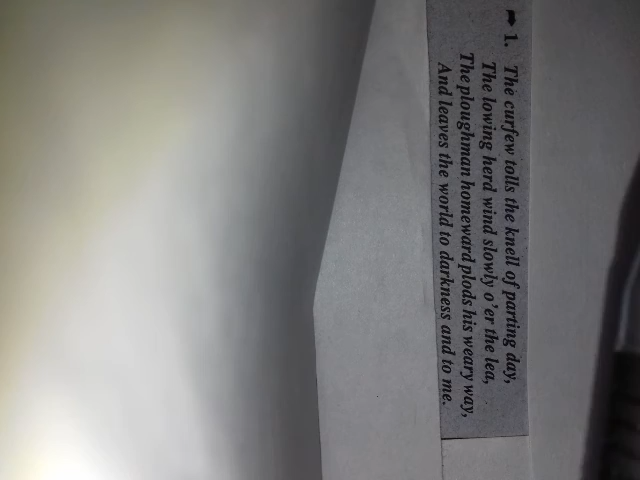 ➡ 1. The curfew tolls the knell of parting day,
The lowing herd wind slowly o'er the lea,
The ploughman homeward plods his weary way,
And leaves the world to darkness and to me.